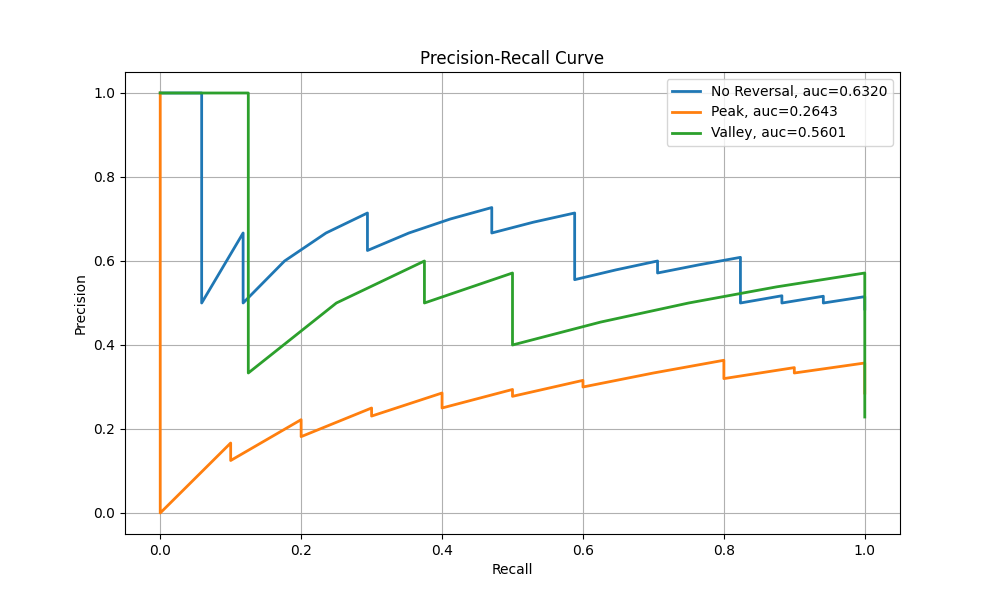 Precision-Recall Curve
No Reversal, auc=0.6320
Peak, auc=0.2643
Valley, auc=0.5601
Precision
1.0
0.8
0.6
0.4
0.2
0.0
0.0 0.2 0.4 0.6 0.8 1.0
Recall